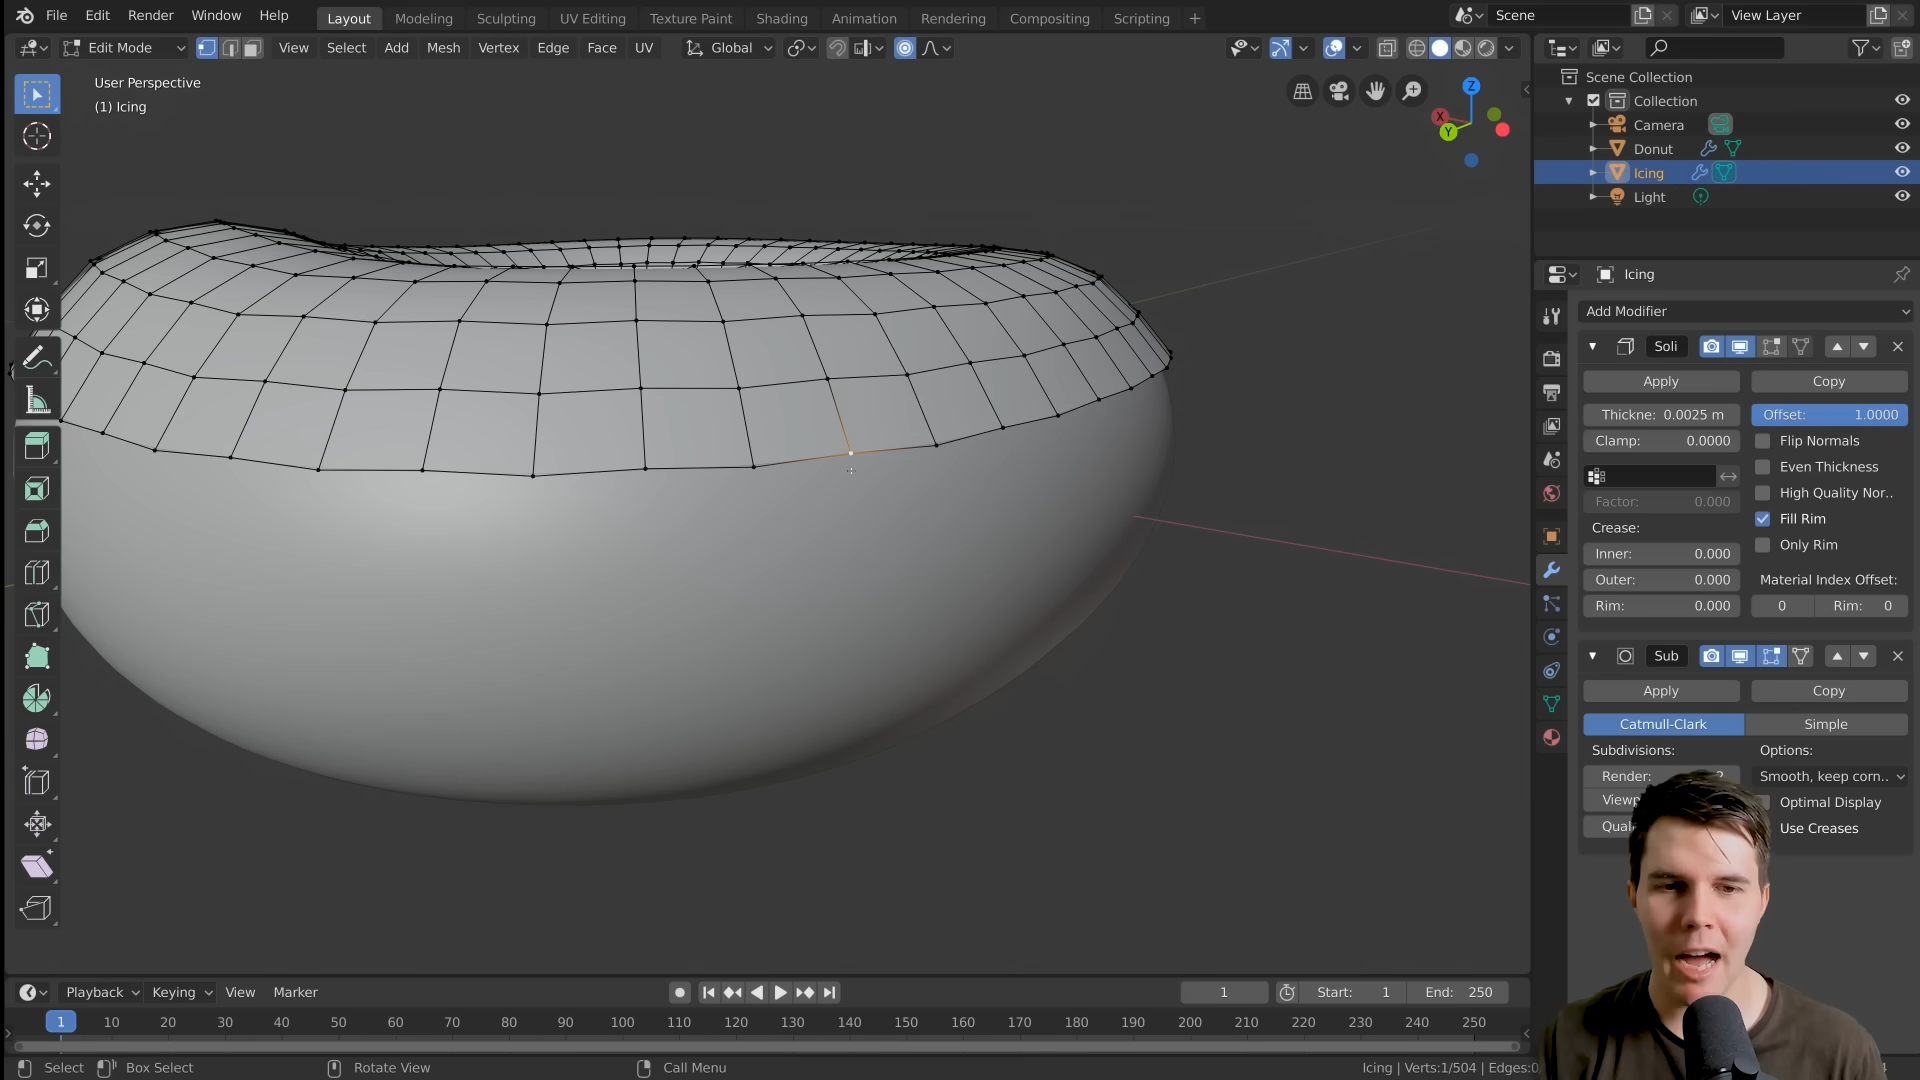 File Edit Render Window Help Layout Modeling Sculpting UV Editing Texture Paint Shading Animation Rendering Compositing Scripting + Scene View Layer
Edit Mode View Select Add Mesh Vertex Edge Face UV Global
User Perspective
(1) Icing
Z
X
Y
Scene Collection
Collection
Camera
Donut
Icing
Light
Icing
Add Modifier
Soli
Apply Copy
Thickne: 0.0025 m Offset: 1.0000
Clamp: 0.0000 Flip Normals
Even Thickness
Factor: 0.000 High Quality Nor..
Crease: Fill Rim
Inner: 0.000 Only Rim
Outer: 0.000 Material Index Offset:
Rim: 0.000 0 Rim: 0
Sub
Apply Copy
Catmull-Clark Simple
Subdivisions: Options:
Render: Smooth, keep corn..
Optimal Display
Use Creases
Playback Keying View Marker 1 Start: 1 End: 250
1 10 20 30 40 50 60 70 80 90 100 110 120 130 140 150 160 170 180 190 200 210 220 230 240 250
Select Box Select Rotate View Call Menu Icing | Verts:1/504 | Edges:0